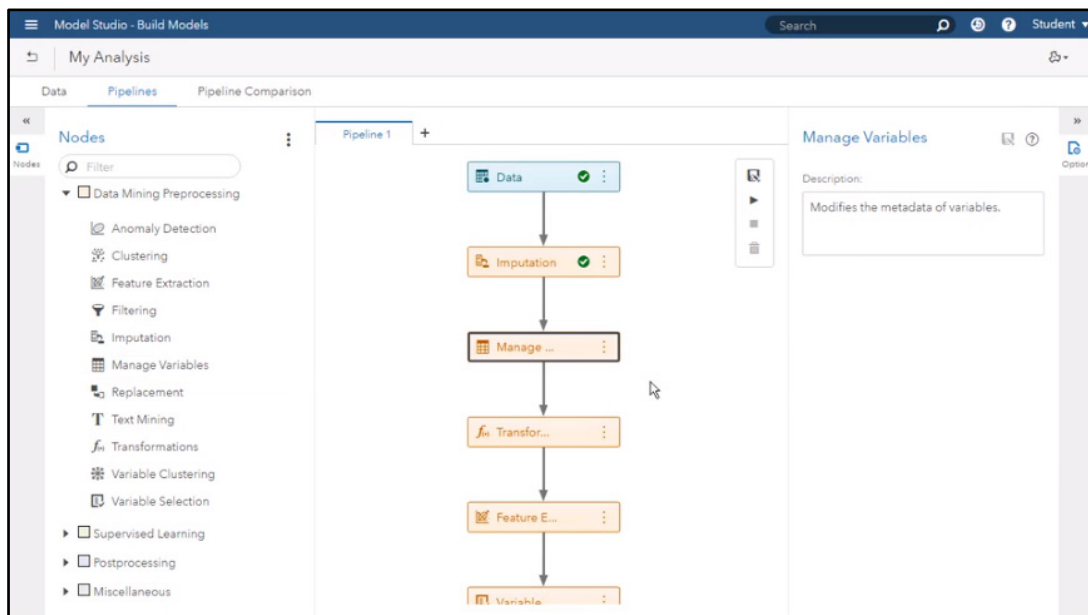 Model Studio - Build Models
Search
Student
My Analysis
Data
Pipelines
Pipeline Comparison
Nodes
Nodes
Filter
Data Mining Preprocessing
Anomaly Detection
Clustering
Feature Extraction
Filtering
Imputation
Manage Variables
Replacement
Text Mining
Transformations
Variable Clustering
Variable Selection
Supervised Learning
Postprocessing
Miscellaneous
Pipeline 1
+
Data
Imputation
Manage ...
Transfor...
Feature E...
Variable
Manage Variables
Description:
Modifies the metadata of variables.
Option